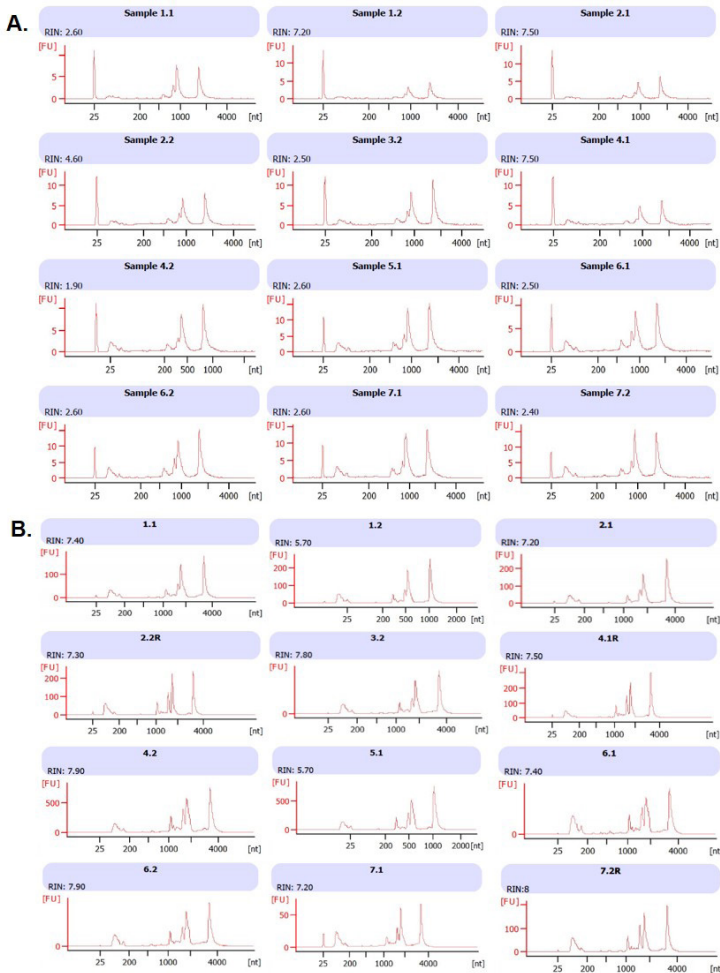 A.
Sample 1.1
RIN: 2.60
[FU]
5
0
25 200 1000 4000 [nt]
Sample 1.2
RIN: 7.20
[FU]
10
5
0
25 200 1000 4000 [nt]
Sample 2.1
RIN: 7.50
[FU]
10
5
0
25 200 1000 4000 [nt]
Sample 2.2
RIN: 4.60
[FU]
10
5
0
25 200 1000 4000 [nt]
Sample 3.2
RIN: 2.50
[FU]
10
5
0
25 200 1000 4000 [nt]
Sample 4.1
RIN: 7.50
[FU]
10
5
0
25 200 1000 4000 [nt]
Sample 4.2
RIN: 1.90
[FU]
5
0
25 200 500 1000 [nt]
Sample 5.1
RIN: 2.60
[FU]
15
10
5
0
25 200 1000 4000 [nt]
Sample 6.1
RIN: 2.50
[FU]
10
5
0
25 200 1000 4000 [nt]
Sample 6.2
RIN: 2.60
[FU]
15
10
5
0
25 200 1000 4000 [nt]
Sample 7.1
RIN: 2.60
[FU]
10
5
0
25 200 1000 4000 [nt]
Sample 7.2
RIN: 2.40
[FU]
15
10
5
0
25 200 1000 4000 [nt]
B.
1.1
RIN: 7.40
[FU]
100
0
25 200 1000 4000 [nt]
1.2
RIN: 5.70
[FU]
200
100
0
25 200 500 1000 2000 [nt]
2.1
RIN: 7.20
[FU]
200
100
0
25 200 1000 4000 [nt]
2.2R
RIN: 7.30
[FU]
200
100
0
25 200 1000 4000 [nt]
3.2
RIN: 7.80
[FU]
0
25 200 1000 4000 [nt]
4.1R
RIN: 7.50
[FU]
200
100
0
25 200 1000 4000 [nt]
4.2
RIN: 7.90
[FU]
500
0
25 200 1000 4000 [nt]
5.1
RIN: 5.70
[FU]
500
0
25 200 500 1000 2000 [nt]
6.1
RIN: 7.40
[FU]
0
25 200 1000 4000 [nt]
6.2
RIN: 7.90
[FU]
0
25 200 1000 4000 [nt]
7.1
RIN: 7.20
[FU]
50
0
25 200 1000 4000 [nt]
7.2R
RIN:8
[FU]
200
100
0
25 200 1000 4000 [nt]